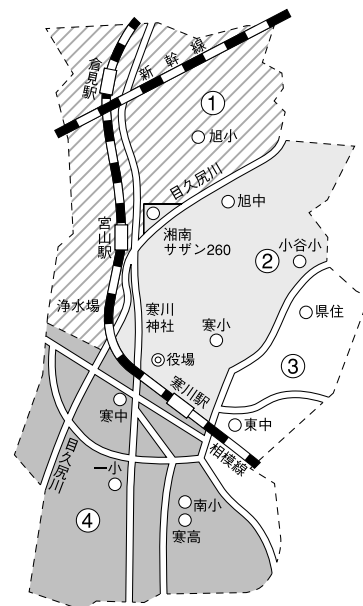 倉見駅
新幹線
①
旭小
目久尻川
旭中
湘南
サザン260
宮山駅
②
小谷小
浄水場
寒川
神社
寒小
県住
③
役場
寒川駅
寒中
東中
相模線
目久尻川
一小
④
南小
寒高